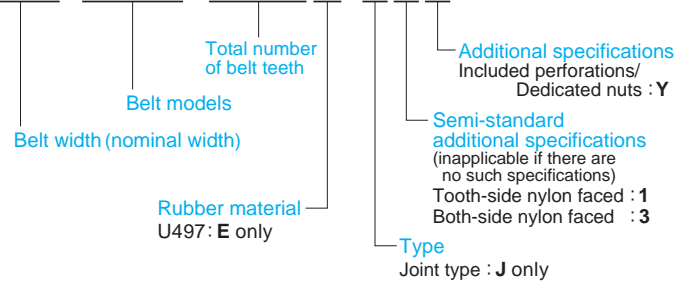 Total number
of belt teeth
Belt models
Belt width (nominal width)
Rubber material
U497：E only
Additional specifications
Included perforations/
Dedicated nuts：Y
Semi-standard
additional specifications
(inapplicable if there are
no such specifications)
Tooth-side nylon faced：1
Both-side nylon faced ：3
Type
Joint type：J only